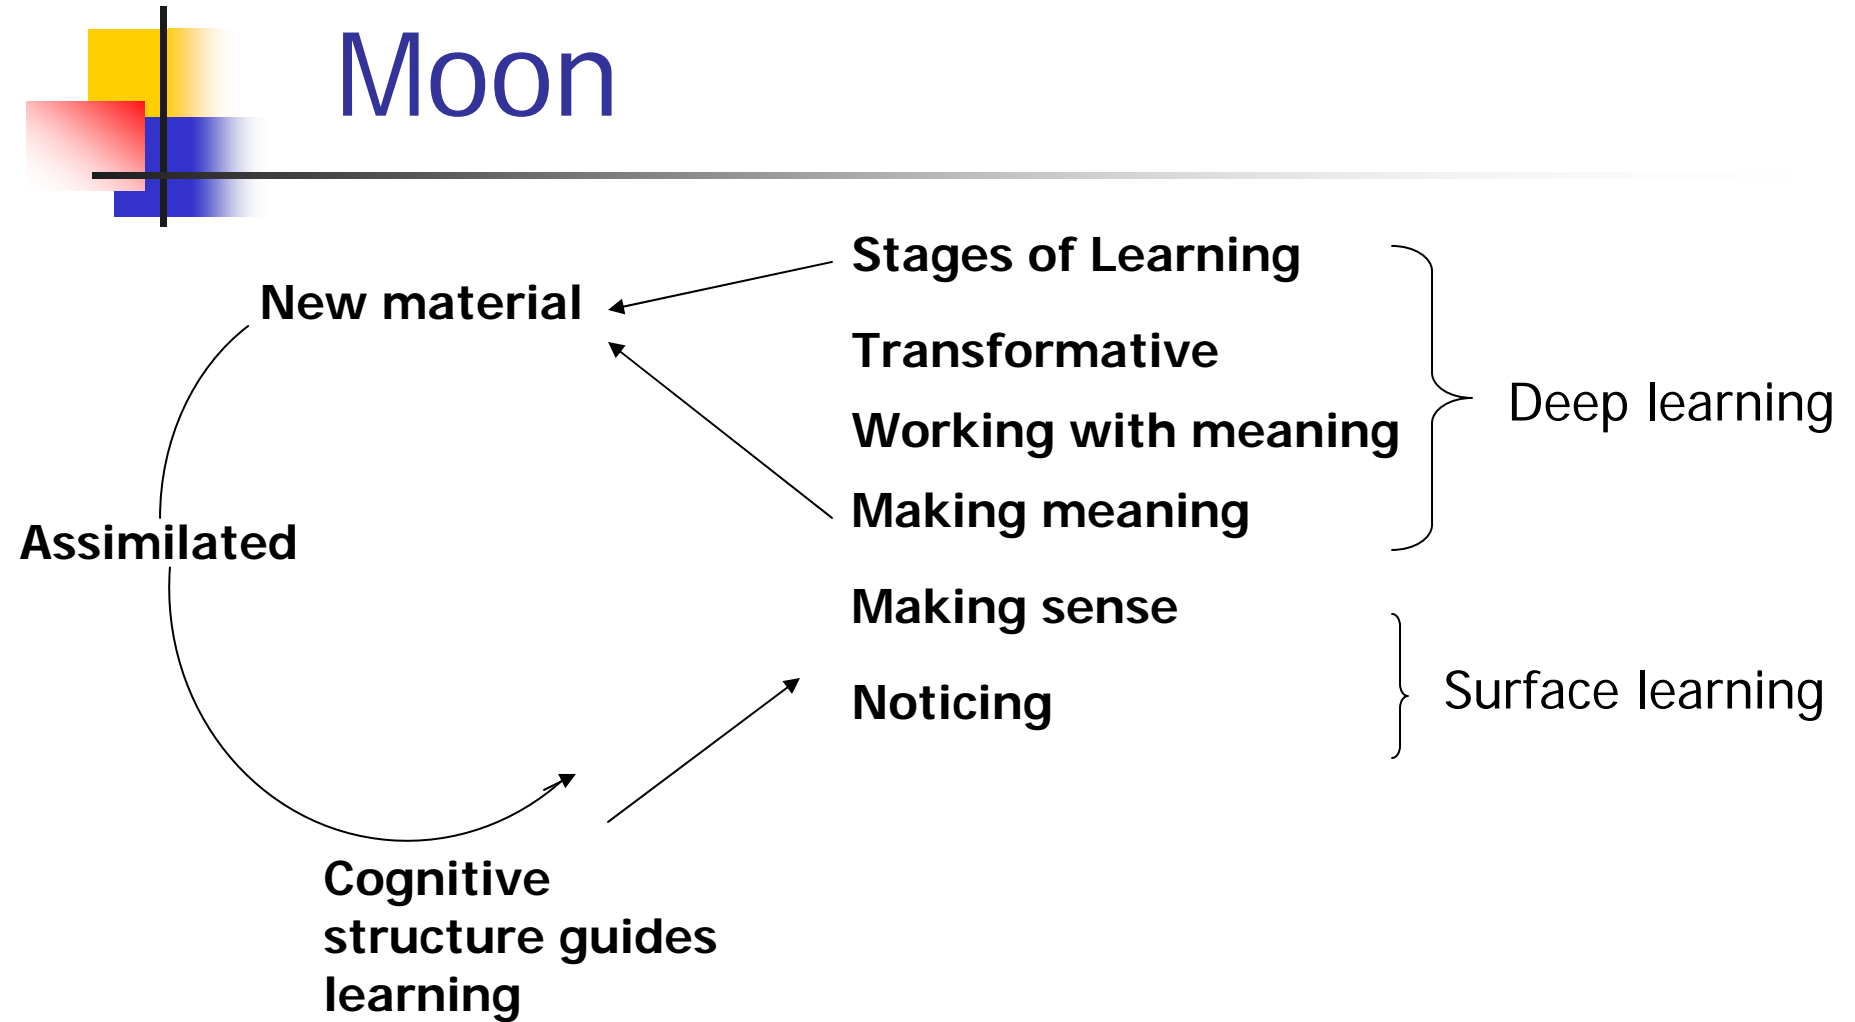 Moon
Stages of Learning
New material
Transformative
Working with meaning
Deep learning
Making meaning
Assimilated
Making sense
Noticing
Surface learning
Cognitive
structure guides
learning